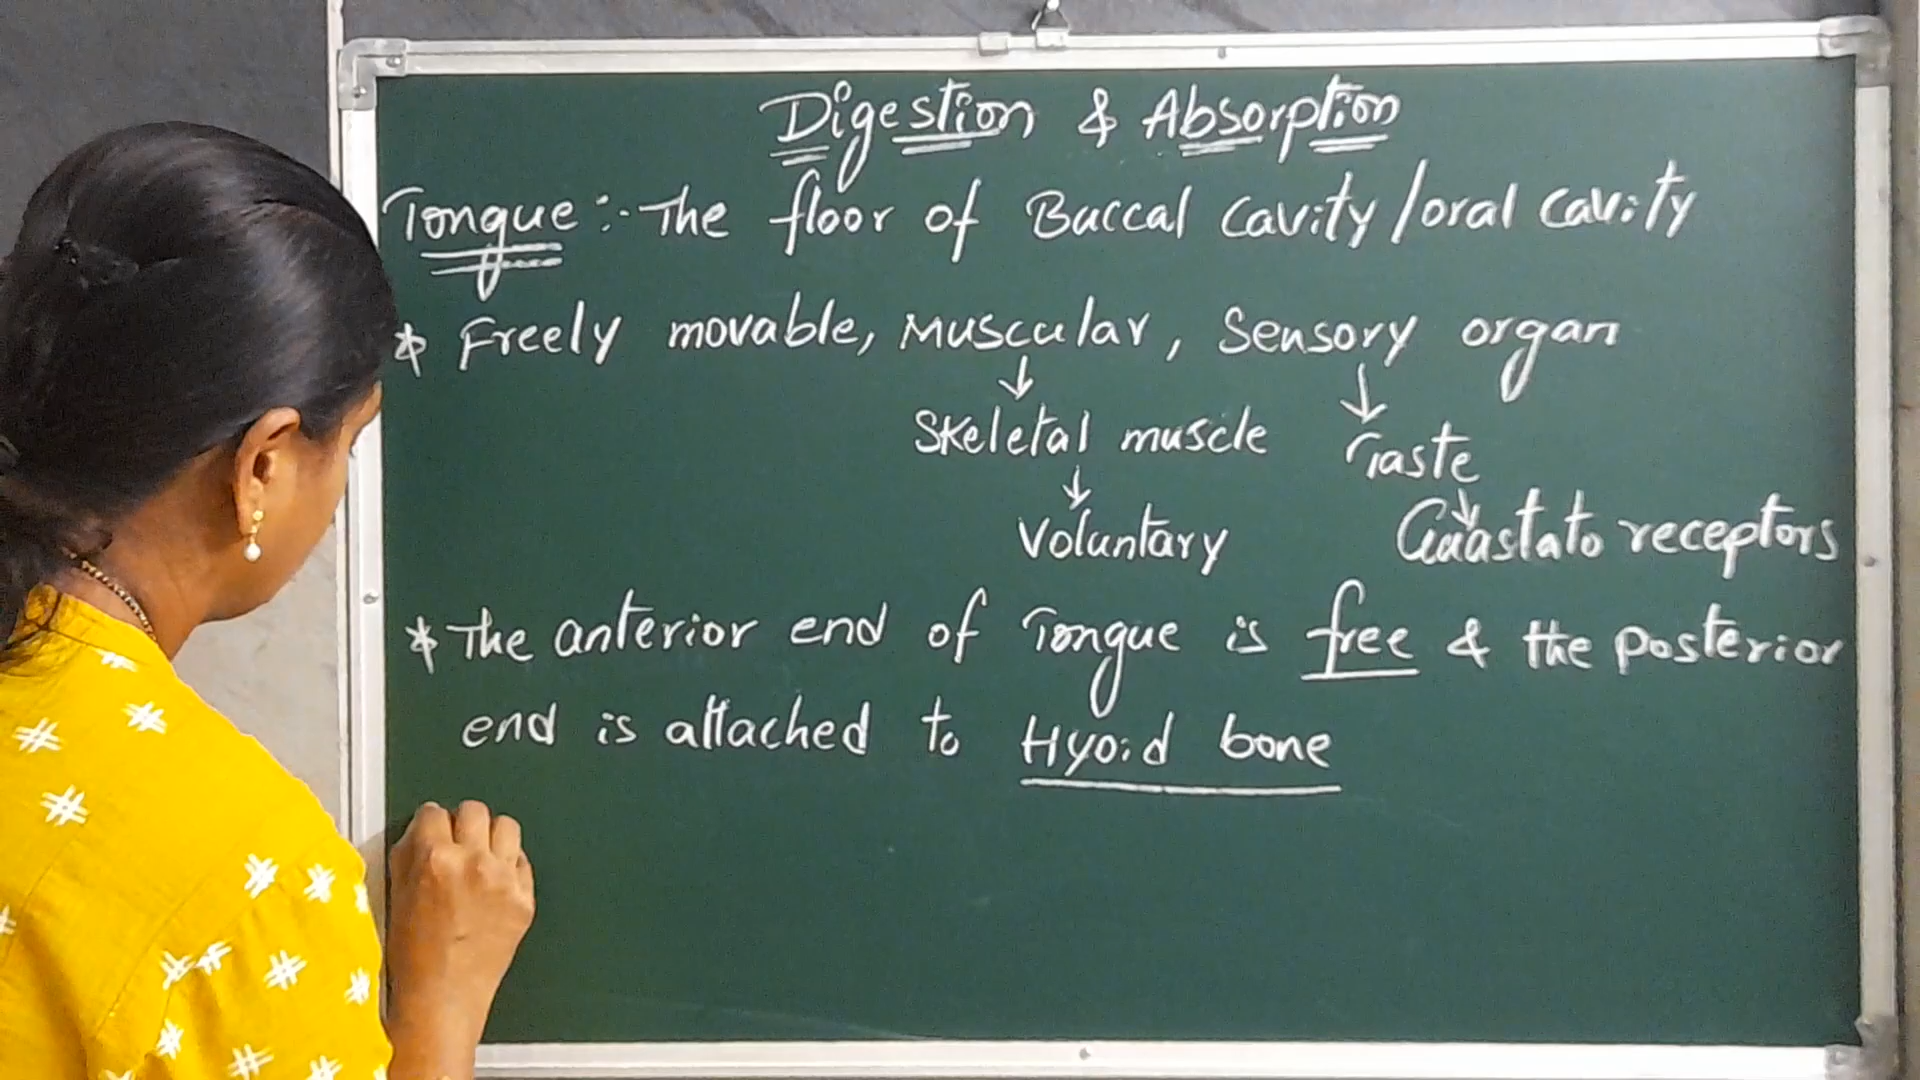 Digestion & Absorption
Tongue :- The floor of Buccal cavity / oral cavity
* Freely movable, Muscular, Sensory organ
↓ ↓
Skeletal muscle Taste
↓ ↓
Voluntary receptors
* The anterior end of Tongue is free & the posterior
end is attached to Hyoid bone